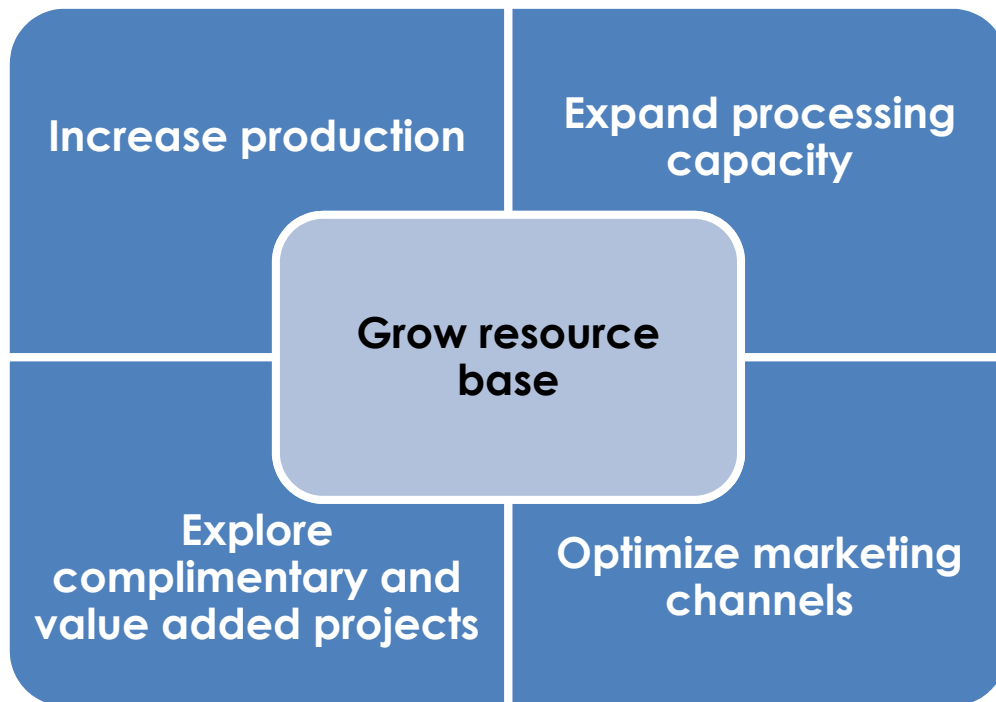 Increase production
Expand processing
capacity
Grow resource
base
Explore
complimentary and
value added projects
Optimize marketing
channels